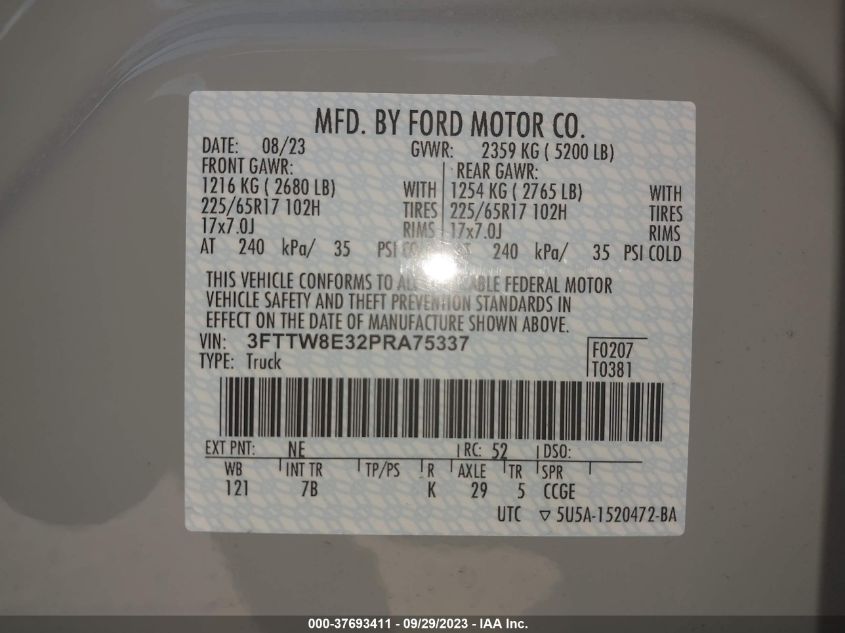 MFD. BY FORD MOTOR CO.
DATE: 08/23 GVWR: 2359 KG ( 5200 LB)
FRONT GAWR: REAR GAWR:
1216 KG ( 2680 LB) WITH 1254 KG ( 2765 LB) WITH
225/65R17 102H TIRES 225/65R17 102H TIRES
17x7.0J RIMS 17x7.0J RIMS
AT 240 kPa/ 35 PSI AT 240 kPa/ 35 PSI COLD
THIS VEHICLE CONFORMS TO FEDERAL MOTOR
VEHICLE SAFETY AND THEFT PREVENTION STANDARDS IN
EFFECT ON THE DATE OF MANUFACTURE SHOWN ABOVE.
VIN: 3FTTW8E32PRA75337 F0207
TYPE: Truck T0381
EXT PNT: NE RC: 52 DSO:
WB INT TR TP/PS R AXLE TR SPR
121 7B K 29 5 CCGE
UTC ▽ 5U5A-1520472-BA
000-37693411 - 09/29/2023 - U.S. IAA, Inc.